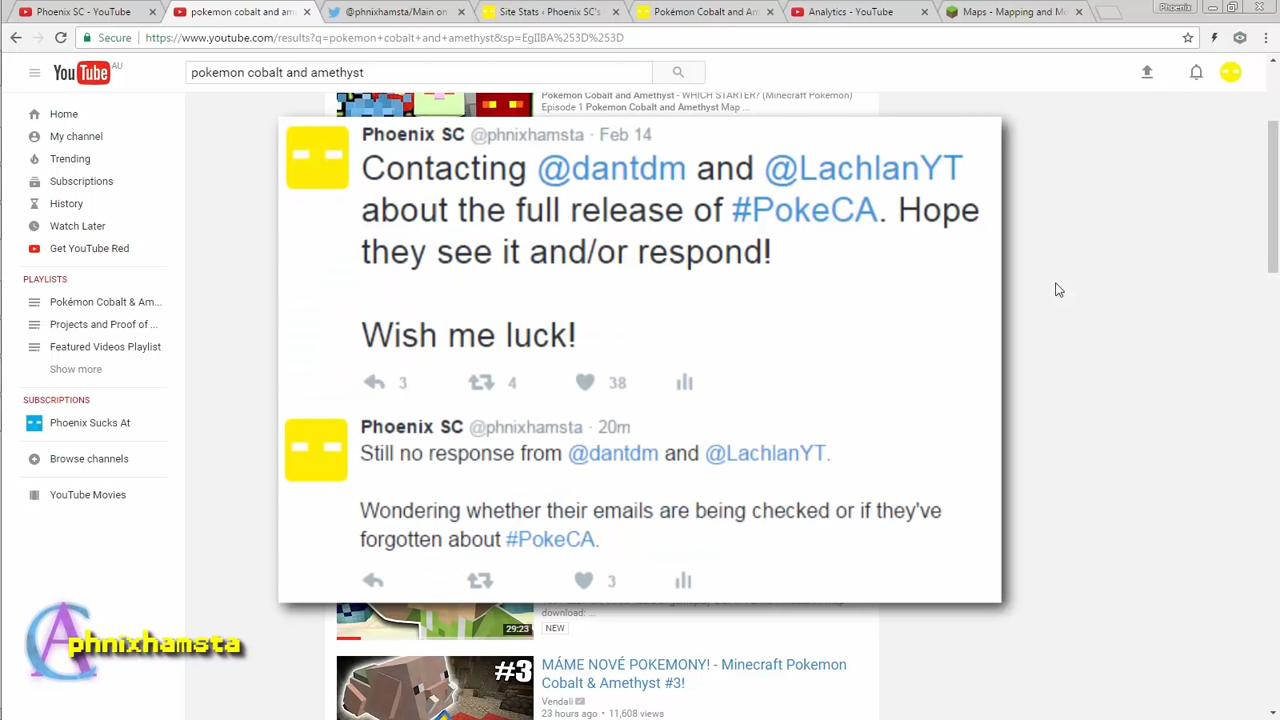 Phoenix SC - YouTube
pokemon cobalt and am
@phnixhamsta/Main on
Site Stats ‹ Phoenix SC's
Pokémon Cobalt and Am
Analytics - YouTube
Maps - Mapping and Mo
Phoenix
Secure https://www.youtube.com/results?q=pokemon+cobalt+and+amethyst&sp=EgIIBA%253D%253D
YouTube AU
pokemon cobalt and amethyst
Home
My channel
Trending
Subscriptions
History
Watch Later
Get YouTube Red
PLAYLISTS
Pokémon Cobalt & Am...
Projects and Proof of ...
Featured Videos Playlist
Show more
SUBSCRIPTIONS
Phoenix Sucks At
Browse channels
YouTube Movies
Pokemon Cobalt and Amethyst - WHICH STARTER? (Minecraft Pokemon)
Episode 1 Pokemon Cobalt and Amethyst Map ...
Phoenix SC @phnixhamsta · Feb 14
Contacting @dantdm and @LachlanYT
about the full release of #PokeCA. Hope
they see it and/or respond!
Wish me luck!
3 4 38
Phoenix SC @phnixhamsta · 20m
Still no response from @dantdm and @LachlanYT.
Wondering whether their emails are being checked or if they've
forgotten about #PokeCA.
3
download: ...
NEW
29:23
#3
MÁME NOVÉ POKEMONY! - Minecraft Pokemon
Cobalt & Amethyst #3!
Vendali
23 hours ago • 11,608 views
phnixhamsta